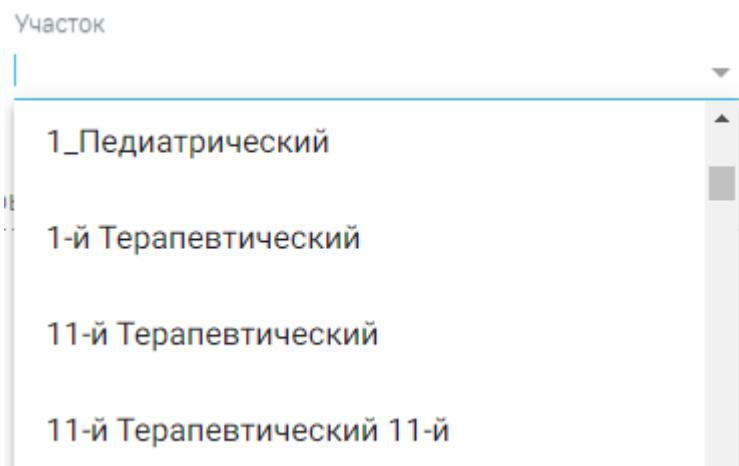 Участок
1_Педиатрический
1-й Терапевтический
11-й Терапевтический
11-й Терапевтический 11-й